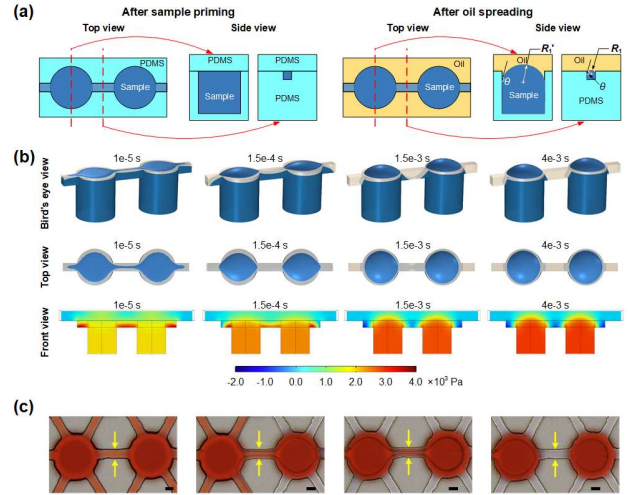 (a)
After sample priming
After oil spreading
Top view
Side view
Top view
Side view
PDMS
Sample
PDMS
Sample
PDMS
PDMS
Oil
Sample
Oil
R₁'
θ
Sample
Oil
R₁
θ
PDMS
(b)
Bird's eye view
1e-5 s
1.5e-4 s
1.5e-3 s
4e-3 s
Top view
1e-5 s
1.5e-4 s
1.5e-3 s
4e-3 s
Front view
1e-5 s
1.5e-4 s
1.5e-3 s
4e-3 s
-2.0 -1.0 0.0 1.0 2.0 3.0 4.0 ×10³ Pa
(c)